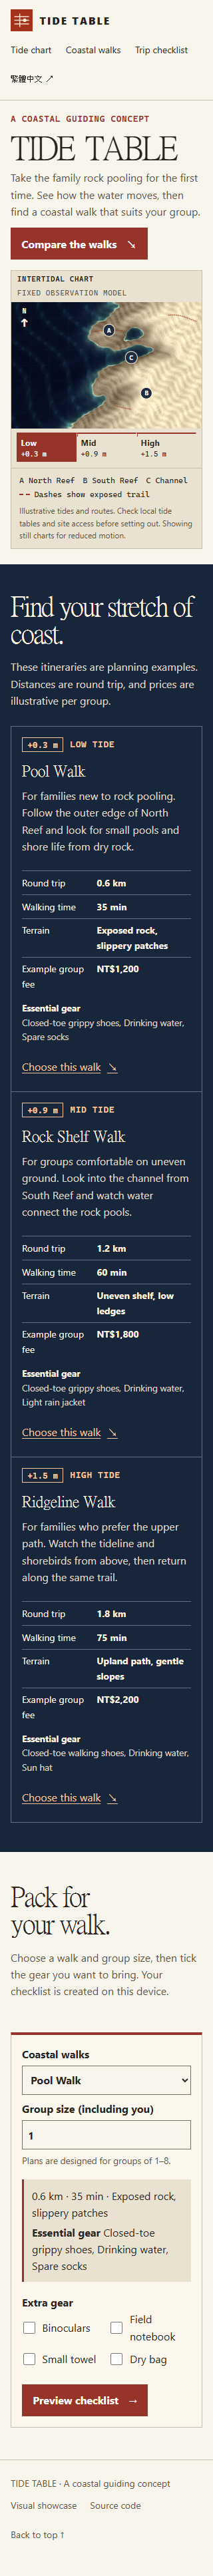 TIDE TABLE
Tide chart Coastal walks Trip checklist
繁體中文 ↗
A COASTAL GUIDING CONCEPT
TIDE TABLE
Take the family rock pooling for the first
time. See how the water moves, then
find a coastal walk that suits your group.
Compare the walks ↘
INTERTIDAL CHART
FIXED OBSERVATION MODEL
N
A
C
B
Low Mid High
+0.3 m +0.9 m +1.5 m
A North Reef B South Reef C Channel
Dashes show exposed trail
Illustrative tides and routes. Check local tide
tables and site access before setting out. Showing
still charts for reduced motion.
Find your stretch of
coast.
These itineraries are planning examples.
Distances are round trip, and prices are
illustrative per group.
+0.3 m LOW TIDE
Pool Walk
For families new to rock pooling.
Follow the outer edge of North
Reef and look for small pools and
shore life from dry rock.
Round trip 0.6 km
Walking time 35 min
Terrain Exposed rock,
slippery patches
Example group NT$1,200
fee
Essential gear
Closed-toe grippy shoes, Drinking water,
Spare socks
Choose this walk ↘
+0.9 m MID TIDE
Rock Shelf Walk
For groups comfortable on uneven
ground. Look into the channel from
South Reef and watch water
connect the rock pools.
Round trip 1.2 km
Walking time 60 min
Terrain Uneven shelf, low
ledges
Example group NT$1,800
fee
Essential gear
Closed-toe grippy shoes, Drinking water,
Light rain jacket
Choose this walk ↘
+1.5 m HIGH TIDE
Ridgeline Walk
For families who prefer the upper
path. Watch the tideline and
shorebirds from above, then return
along the same trail.
Round trip 1.8 km
Walking time 75 min
Terrain Upland path, gentle
slopes
Example group NT$2,200
fee
Essential gear
Closed-toe walking shoes, Drinking water,
Sun hat
Choose this walk ↘
Pack for
your walk.
Choose a walk and group size, then tick
the gear you want to bring. Your
checklist is created on this device.
Coastal walks
Pool Walk
Group size (including you)
1
Plans are designed for groups of 1–8.
0.6 km · 35 min · Exposed rock,
slippery patches
Essential gear Closed-toe
grippy shoes, Drinking water,
Spare socks
Extra gear
Binoculars Field
notebook
Small towel Dry bag
Preview checklist →
TIDE TABLE · A coastal guiding concept
Visual showcase Source code
Back to top ↑